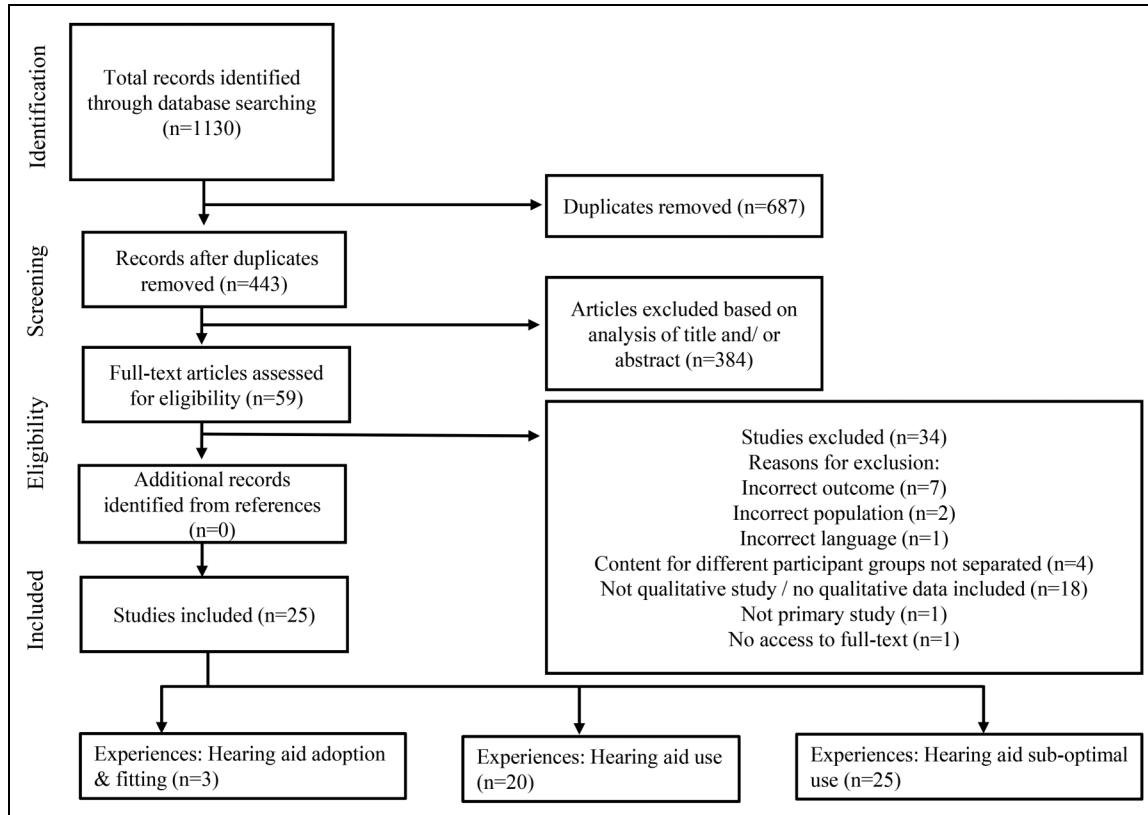 Identification
Total records identified
through database searching
(n=1130)
Duplicates removed (n=687)
Screening
Records after duplicates
removed (n=443)
Articles excluded based on
analysis of title and/ or
abstract (n=384)
Full-text articles assessed
for eligibility (n=59)
Eligibility
Studies excluded (n=34)
Reasons for exclusion:
Incorrect outcome (n=7)
Incorrect population (n=2)
Incorrect language (n=1)
Content for different participant groups not separated (n=4)
Not qualitative study / no qualitative data included (n=18)
Not primary study (n=1)
No access to full-text (n=1)
Additional records
identified from references
(n=0)
Included
Studies included (n=25)
Experiences: Hearing aid adoption
& fitting (n=3)
Experiences: Hearing aid use
(n=20)
Experiences: Hearing aid sub-optimal
use (n=25)